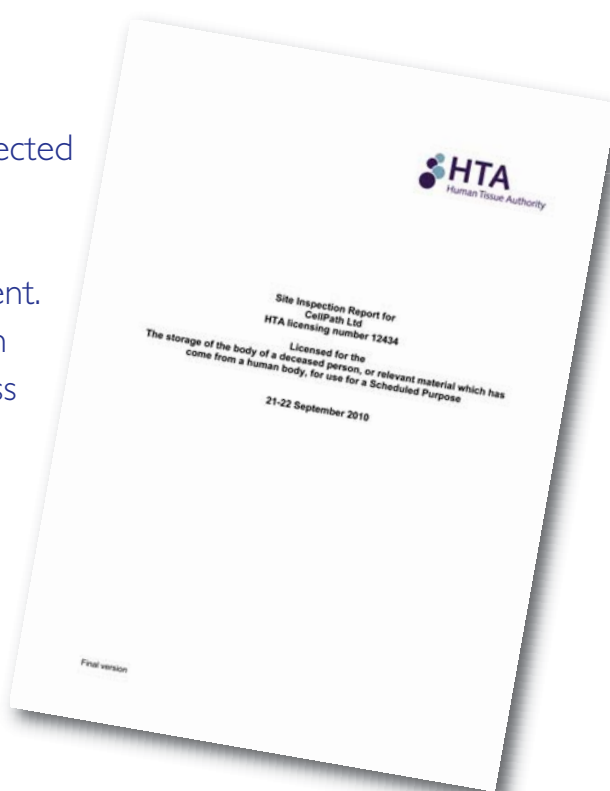 ected
ent.
n
ss
HTA
Human Tissue Authority
Site Inspection Report for
CellPath Ltd
HTA licensing number 12434
Licensed for the
The storage of the body of a deceased person, or relevant material which has
come from a human body, for use for a Scheduled Purpose
21-22 September 2010
Final version